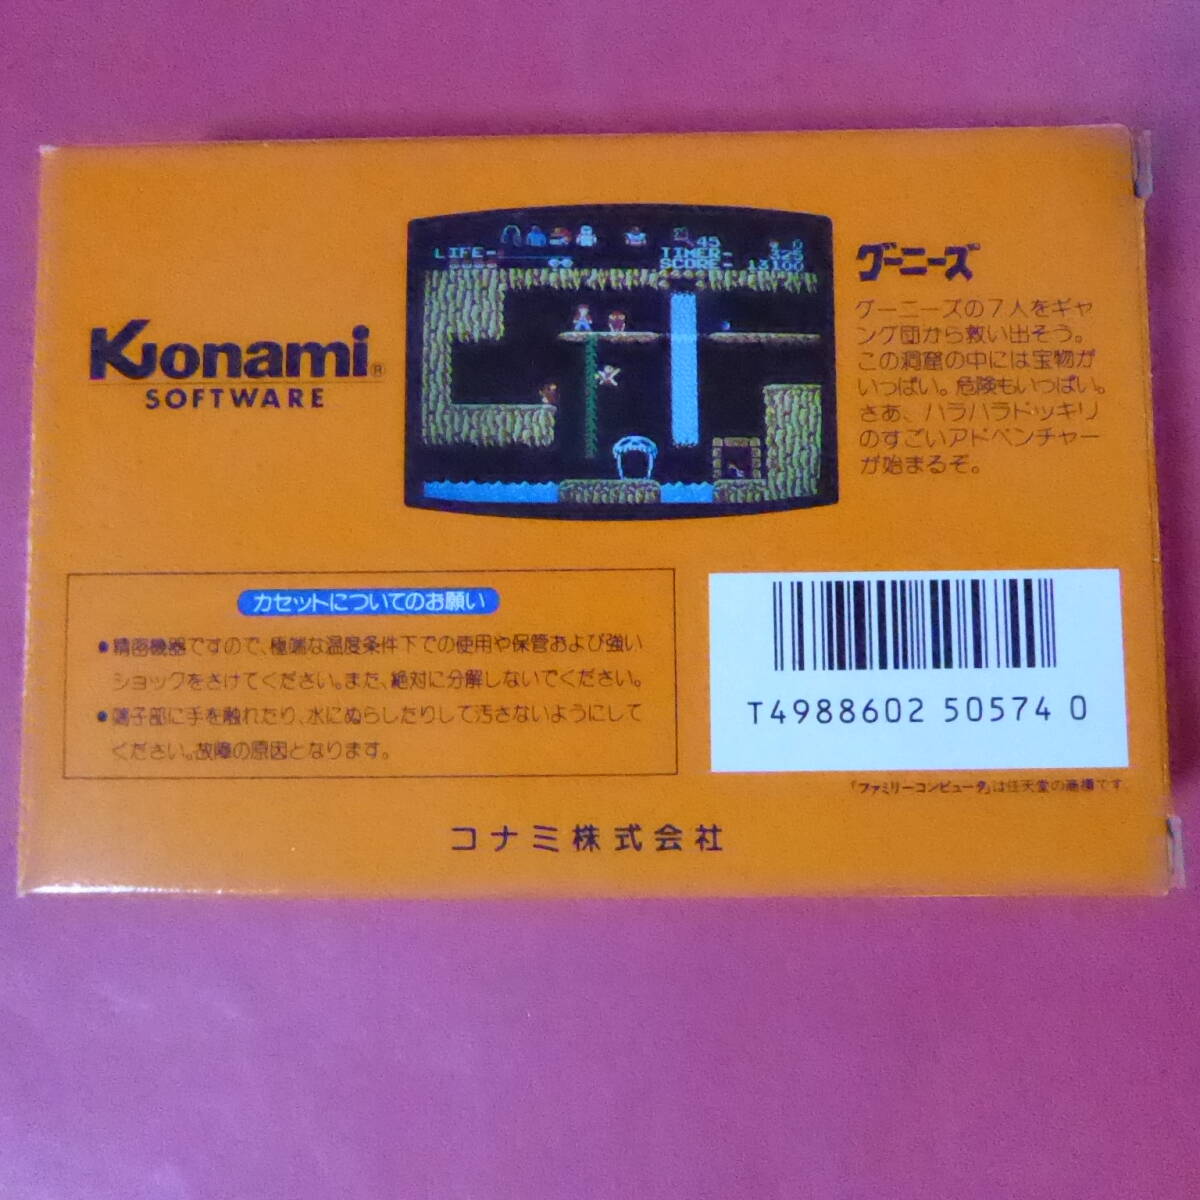 Konami®
SOFTWARE
LIFE-
45
0
TIMER-
325
SCORE-
13100
グーニーズ
グーニーズの7人をギャ
ング団から救い出そう。
この洞窟の中には宝物が
いっぱい。危険もいっぱい。
さあ、ハラハラドッキリ
のすごいアドベンチャー
が始まるぞ。
カセットについてのお願い
●精密機器ですので、極端な温度条件下での使用や保管および強い
ショックをさけてください。また、絶対に分解しないでください。
●端子部に手を触れたり、水にぬらしたりして汚さないようにして
ください。故障の原因となります。
T4988602 50574 0
「ファミリーコンピュータ」は任天堂の商標です
コナミ株式会社